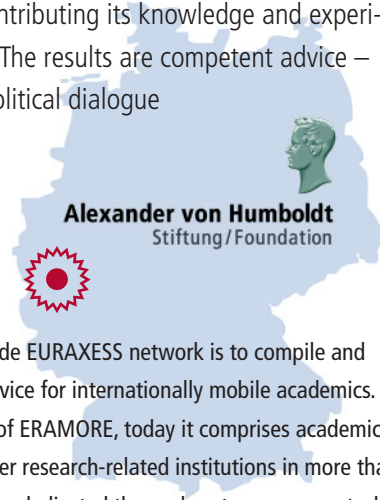 ntributing its knowledge and experi-
The results are competent advice –
olitical dialogue
Alexander von Humboldt
Stiftung/Foundation
de EURAXESS network is to compile and
vice for internationally mobile academics.
of ERAMORE, today it comprises academic
er research-related institutions in more tha